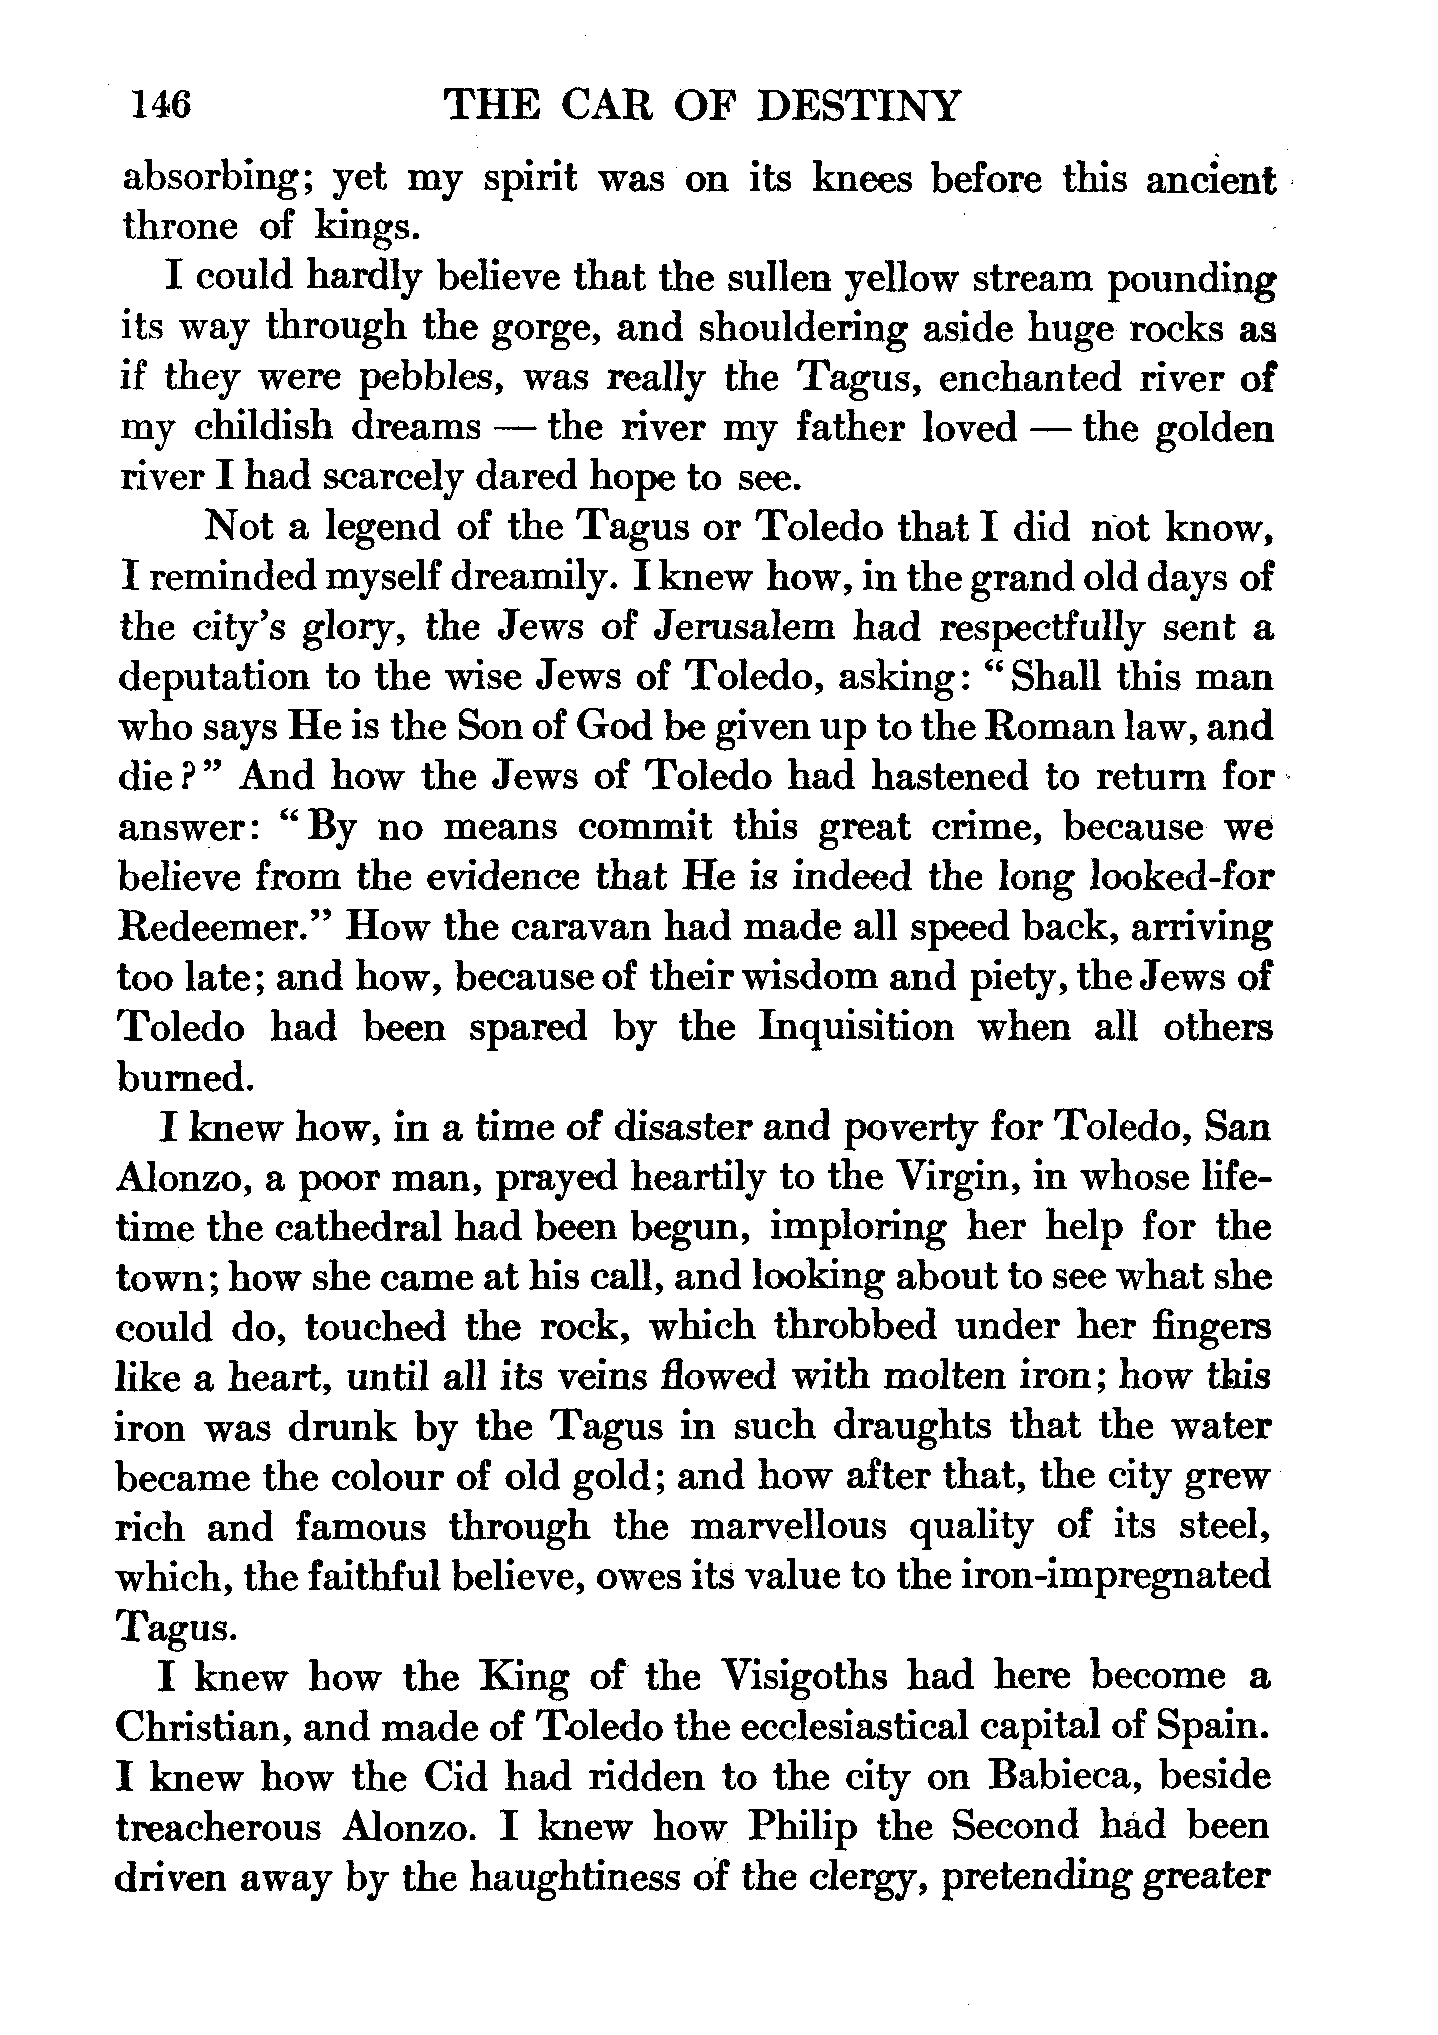 146 THE CAR OF DESTINY
absorbing; yet my spirit was on its knees before this ancient
throne of kings.
I could hardly believe that the sullen yellow stream pounding
its way through the gorge, and shouldering aside huge rocks as
if they were pebbles, was really the Tagus, enchanted river of
my childish dreams — the river my father loved — the golden
river I had scarcely dared hope to see.
Not a legend of the Tagus or Toledo that I did not know,
I reminded myself dreamily. I knew how, in the grand old days of
the city's glory, the Jews of Jerusalem had respectfully sent a
deputation to the wise Jews of Toledo, asking: "Shall this man
who says He is the Son of God be given up to the Roman law, and
die?" And how the Jews of Toledo had hastened to return for
answer: "By no means commit this great crime, because we
believe from the evidence that He is indeed the long looked-for
Redeemer." How the caravan had made all speed back, arriving
too late; and how, because of their wisdom and piety, the Jews of
Toledo had been spared by the Inquisition when all others
burned.
I knew how, in a time of disaster and poverty for Toledo, San
Alonzo, a poor man, prayed heartily to the Virgin, in whose life-
time the cathedral had been begun, imploring her help for the
town; how she came at his call, and looking about to see what she
could do, touched the rock, which throbbed under her fingers
like a heart, until all its veins flowed with molten iron; how this
iron was drunk by the Tagus in such draughts that the water
became the colour of old gold; and how after that, the city grew
rich and famous through the marvellous quality of its steel,
which, the faithful believe, owes its value to the iron-impregnated
Tagus.
I knew how the King of the Visigoths had here become a
Christian, and made of Toledo the ecclesiastical capital of Spain.
I knew how the Cid had ridden to the city on Babieca, beside
treacherous Alonzo. I knew how Philip the Second had been
driven away by the haughtiness of the clergy, pretending greater